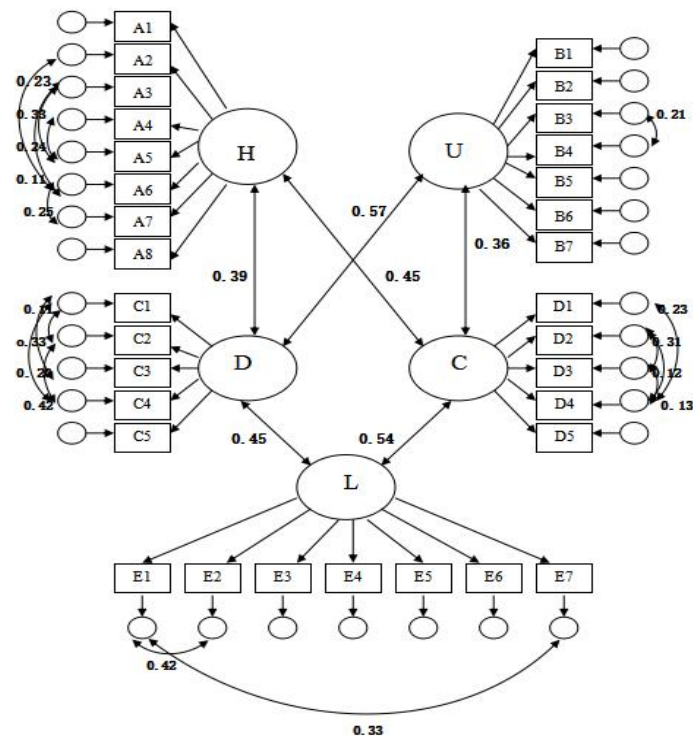 A1
A2
0.23
A3
0.33
A4
0.24
A5
0.11
A6
0.25
A7
A8
H
U
B1
B2
B3
0.21
B4
B5
B6
B7
0.57
0.36
0.39
0.45
C1
C2
0.33
C3
C4
0.42
C5
D
C
D1
0.23
D2
0.31
D3
0.12
D4
0.13
D5
0.45
0.54
L
E1
E2
E3
E4
E5
E6
E7
0.42
0.33